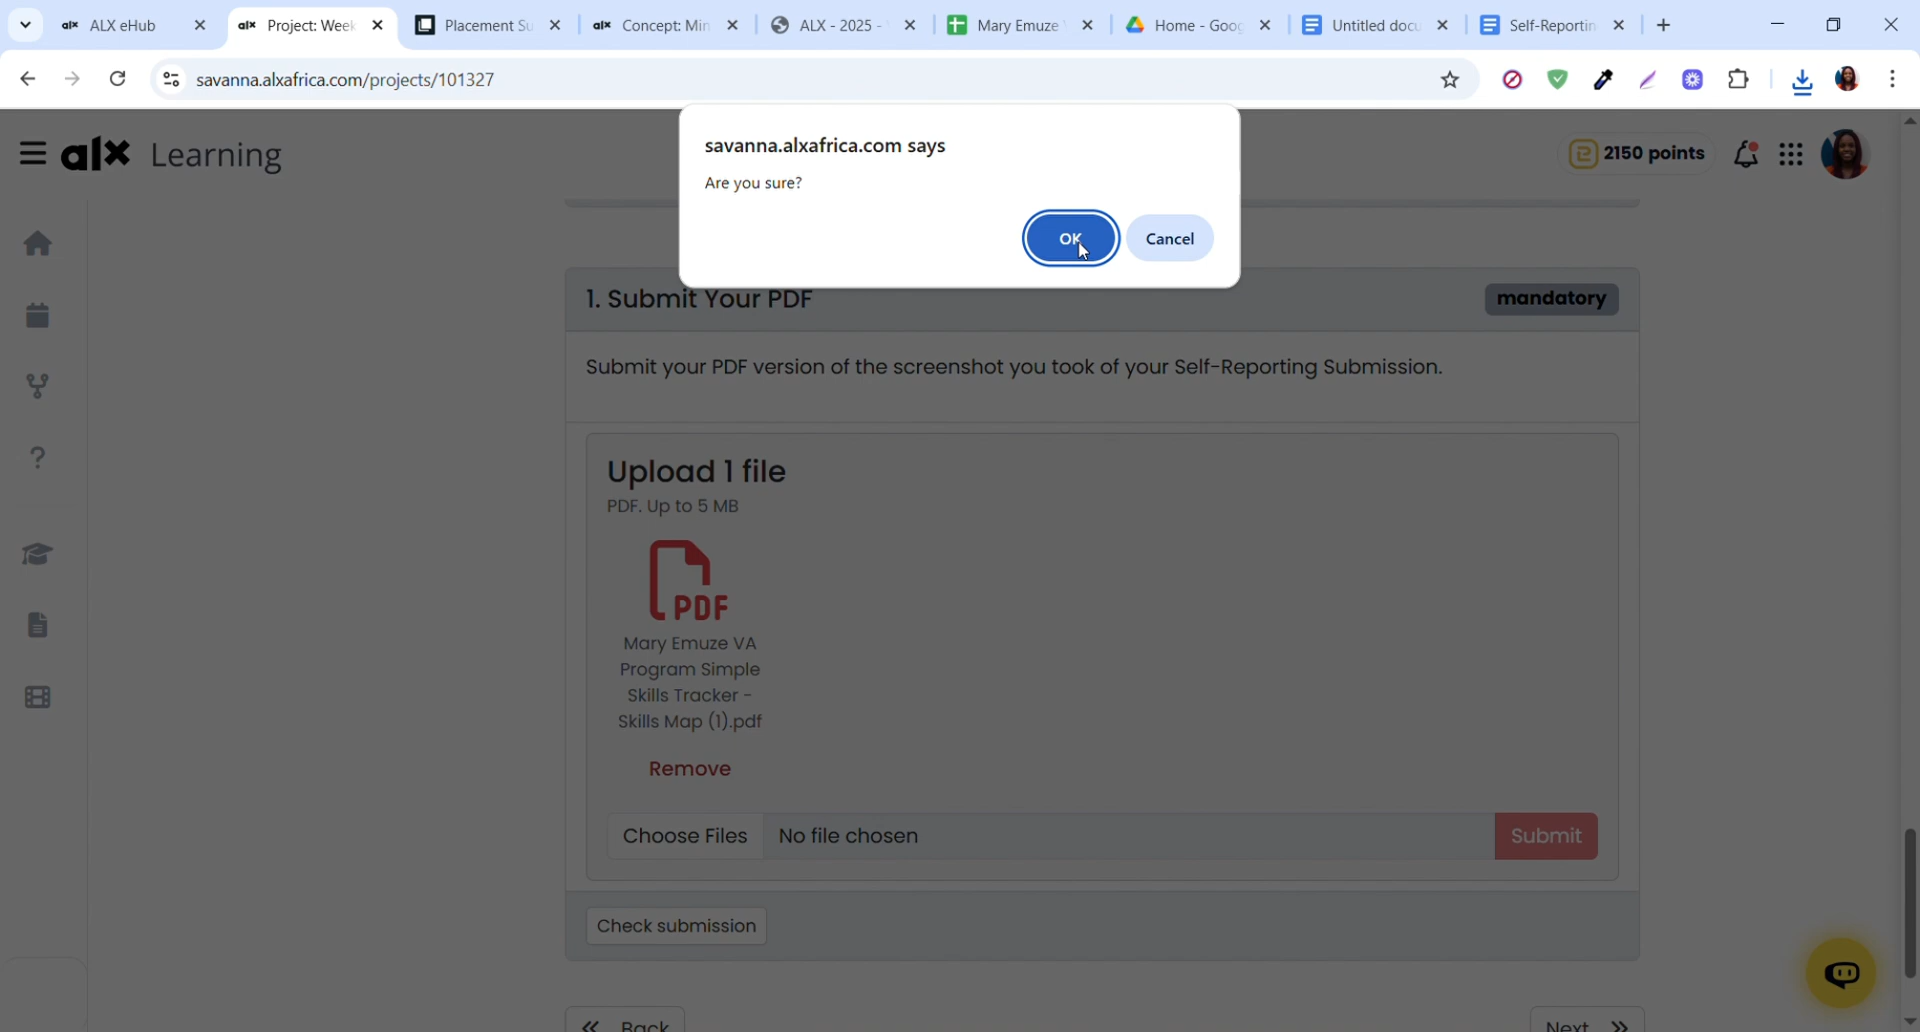 alx ALX eHub
alx Project: Week
Placement Su
alx Concept: Min
ALX - 2025 -
Mary Emuze
Home - Goog
Untitled docu
Self-Reportin
savanna.alxafrica.com/projects/101327
alx Learning
2150 points
savanna.alxafrica.com says
Are you sure?
OK
Cancel
1. Submit Your PDF
mandatory
Submit your PDF version of the screenshot you took of your Self-Reporting Submission.
Upload 1 file
PDF. Up to 5 MB
PDF
Mary Emuze VA
Program Simple
Skills Tracker -
Skills Map (1).pdf
Remove
Choose Files
No file chosen
Submit
Check submission
« Back
Next »